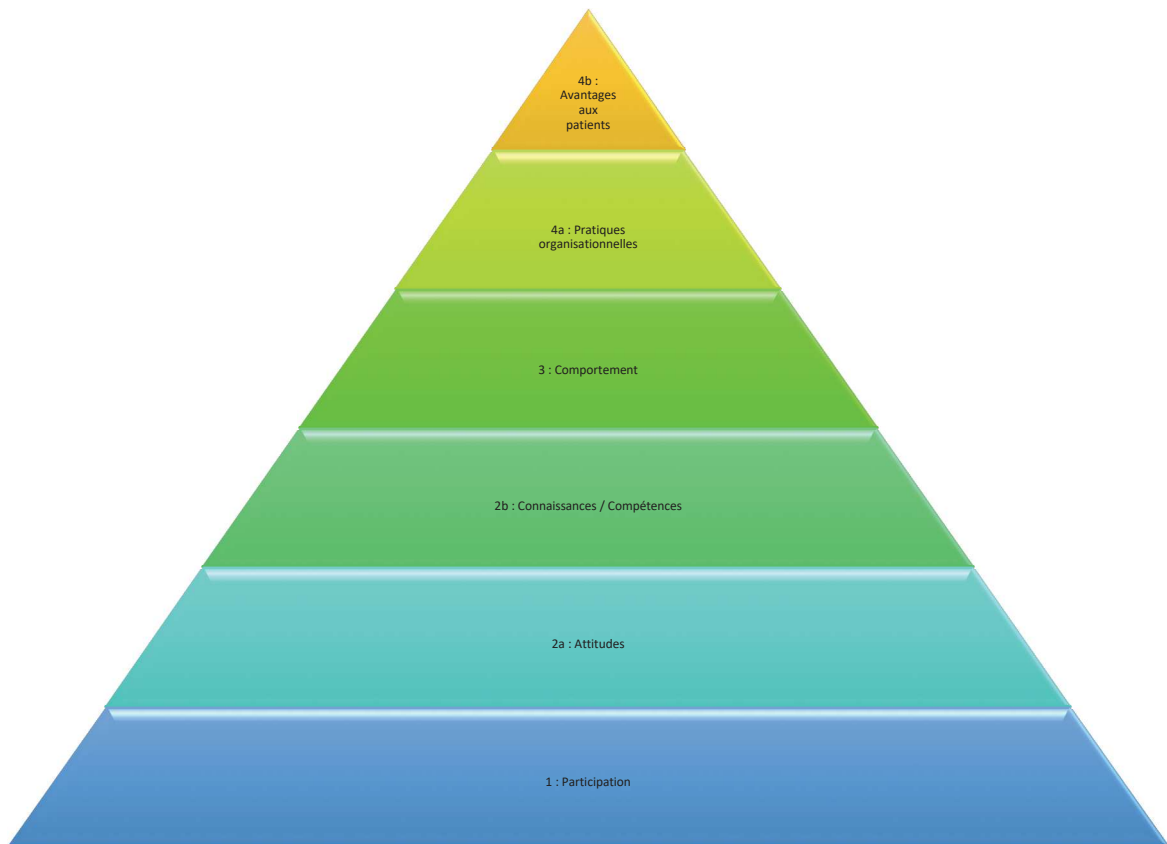 4b :
Avantages
aux
patients
4a : Pratiques
organisationnelles
3 : Comportement
2b : Connaissances / Compétences
2a : Attitudes
1 : Participation